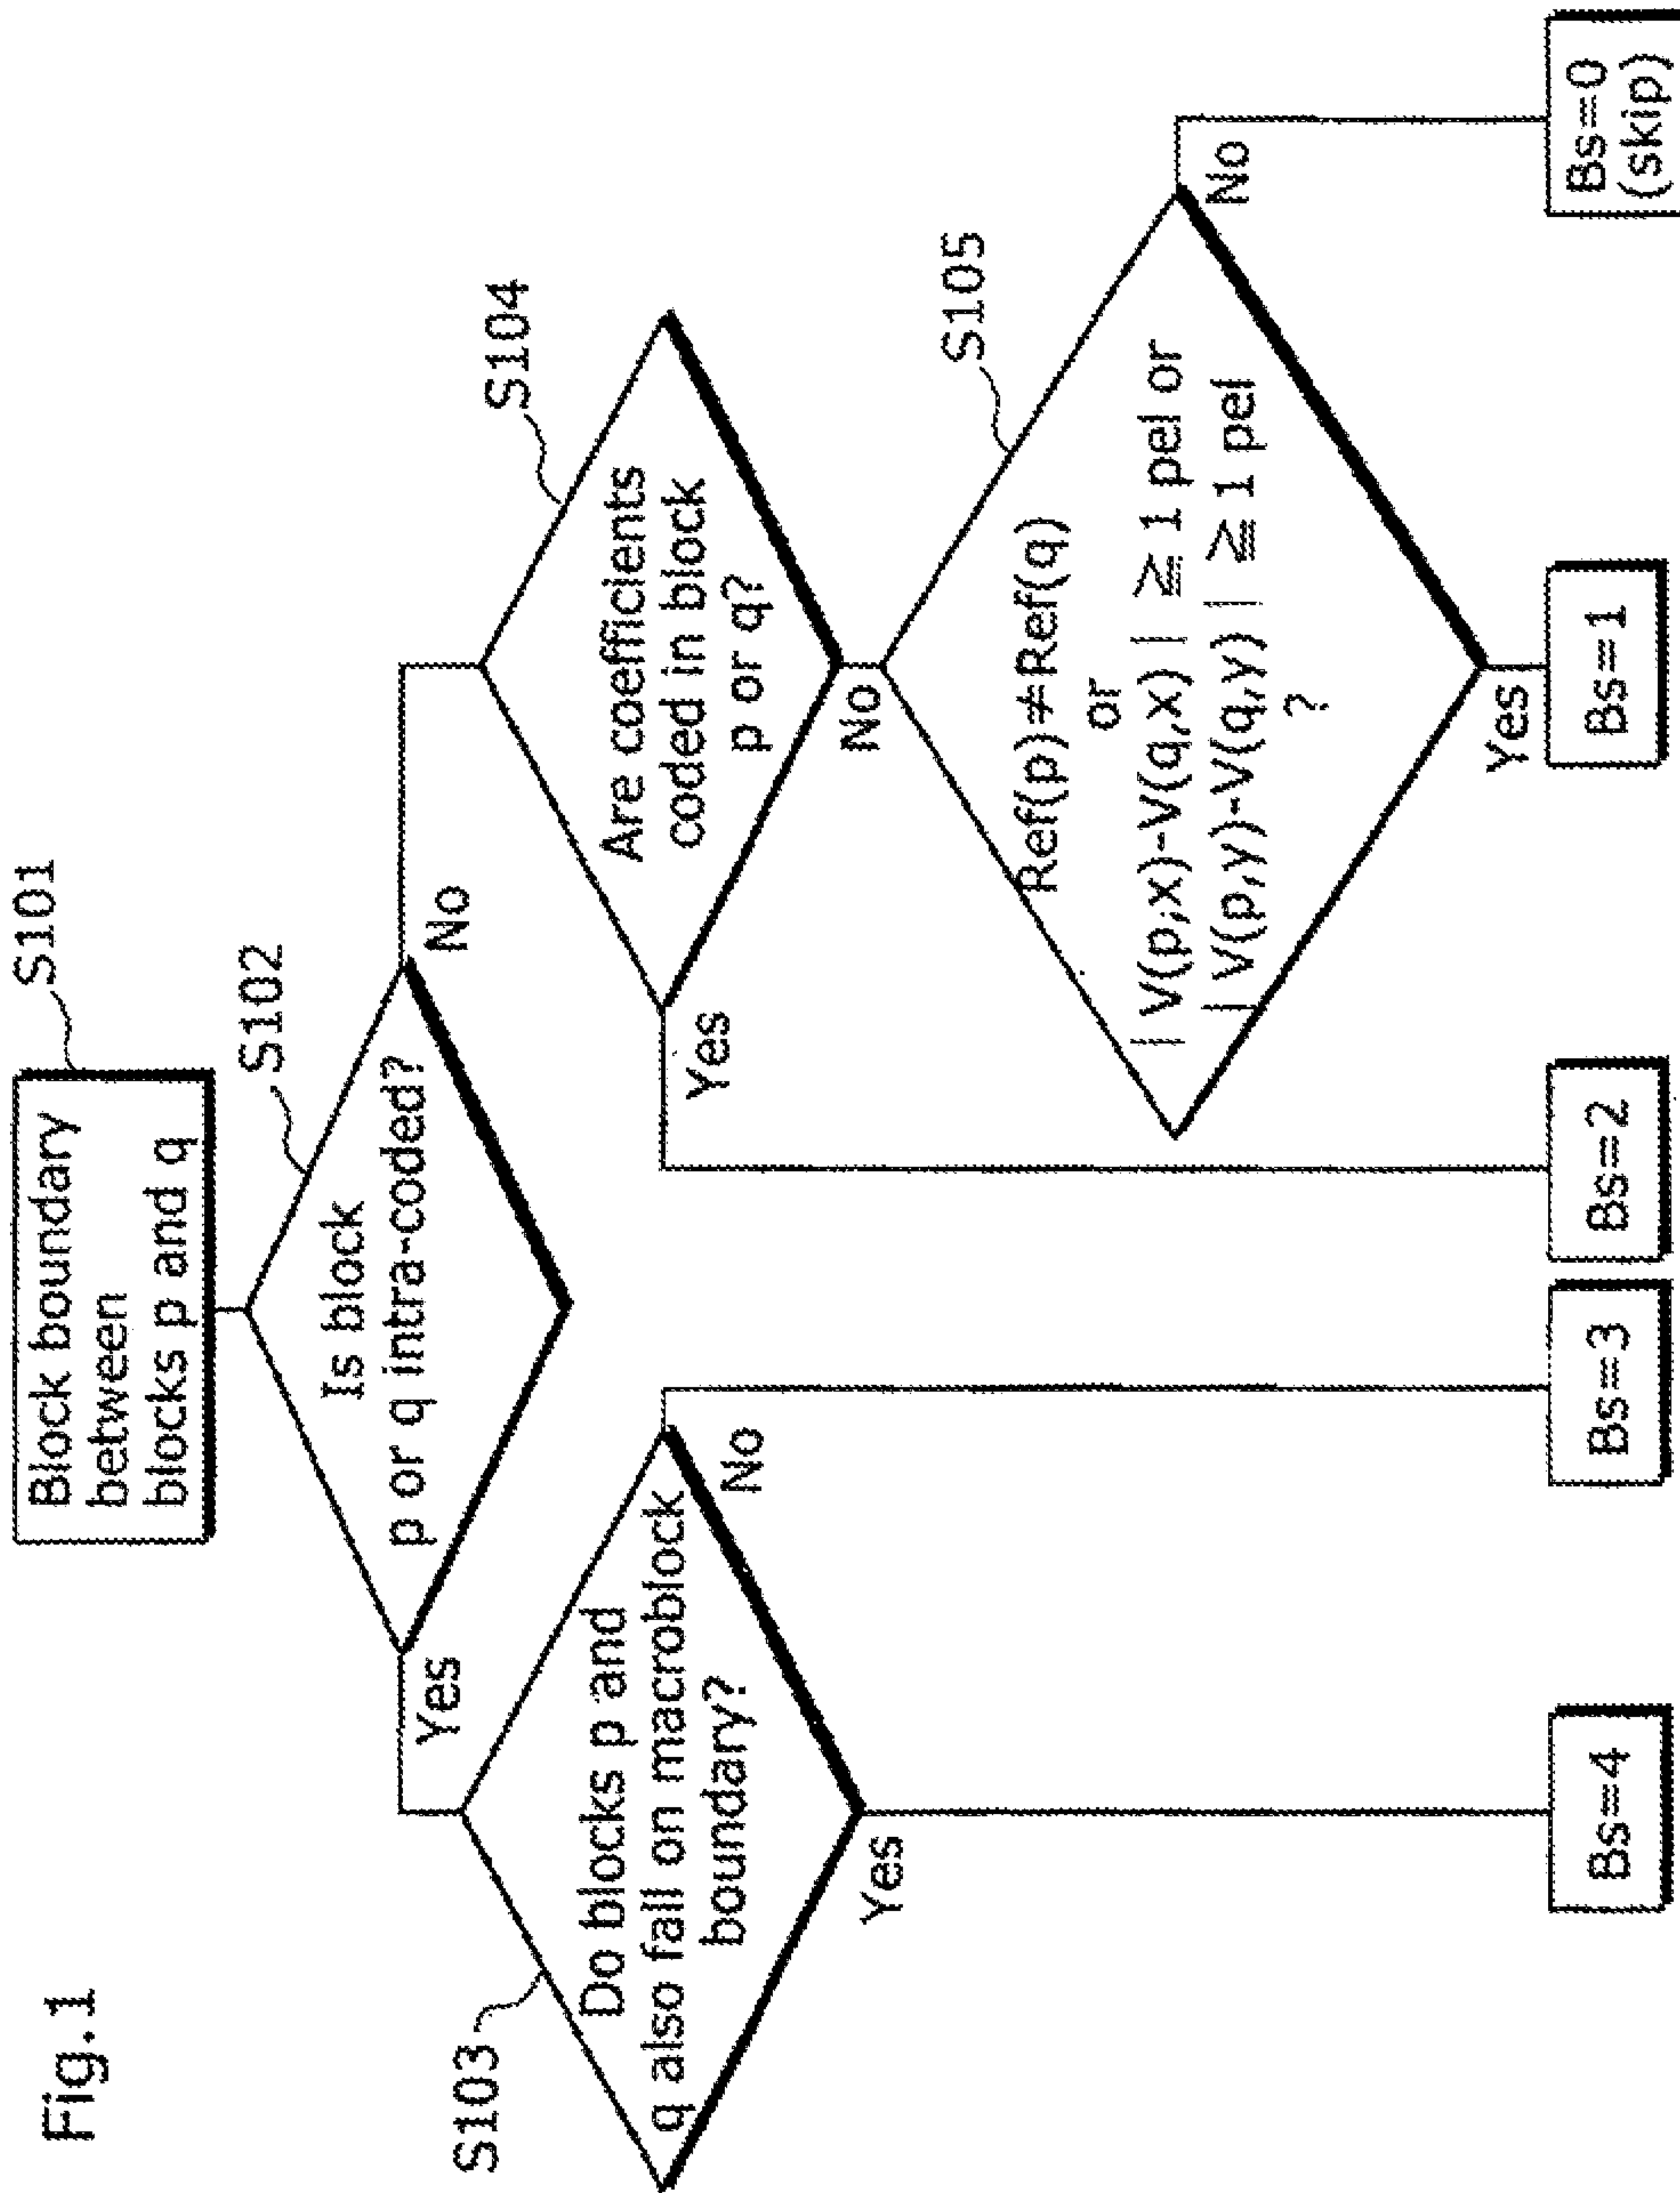 Fig.1
Block boundary
between
blocks p and q
S101
Is block
p or q intra-coded?
S102
Yes
No
S103
Do blocks p and
q also fall on macroblock
boundary?
No
Yes
Are coefficients
coded in block
p or q?
S104
Yes
No
S105
Ref(p)≠Ref(q)
or
| V(p,x)-V(q,x) | ≧ 1 pel or
| V(p,y)-V(q,y) | ≧ 1 pel
?
No
Yes
Bs=4
Bs=3
Bs=2
Bs=1
Bs=0
(skip)